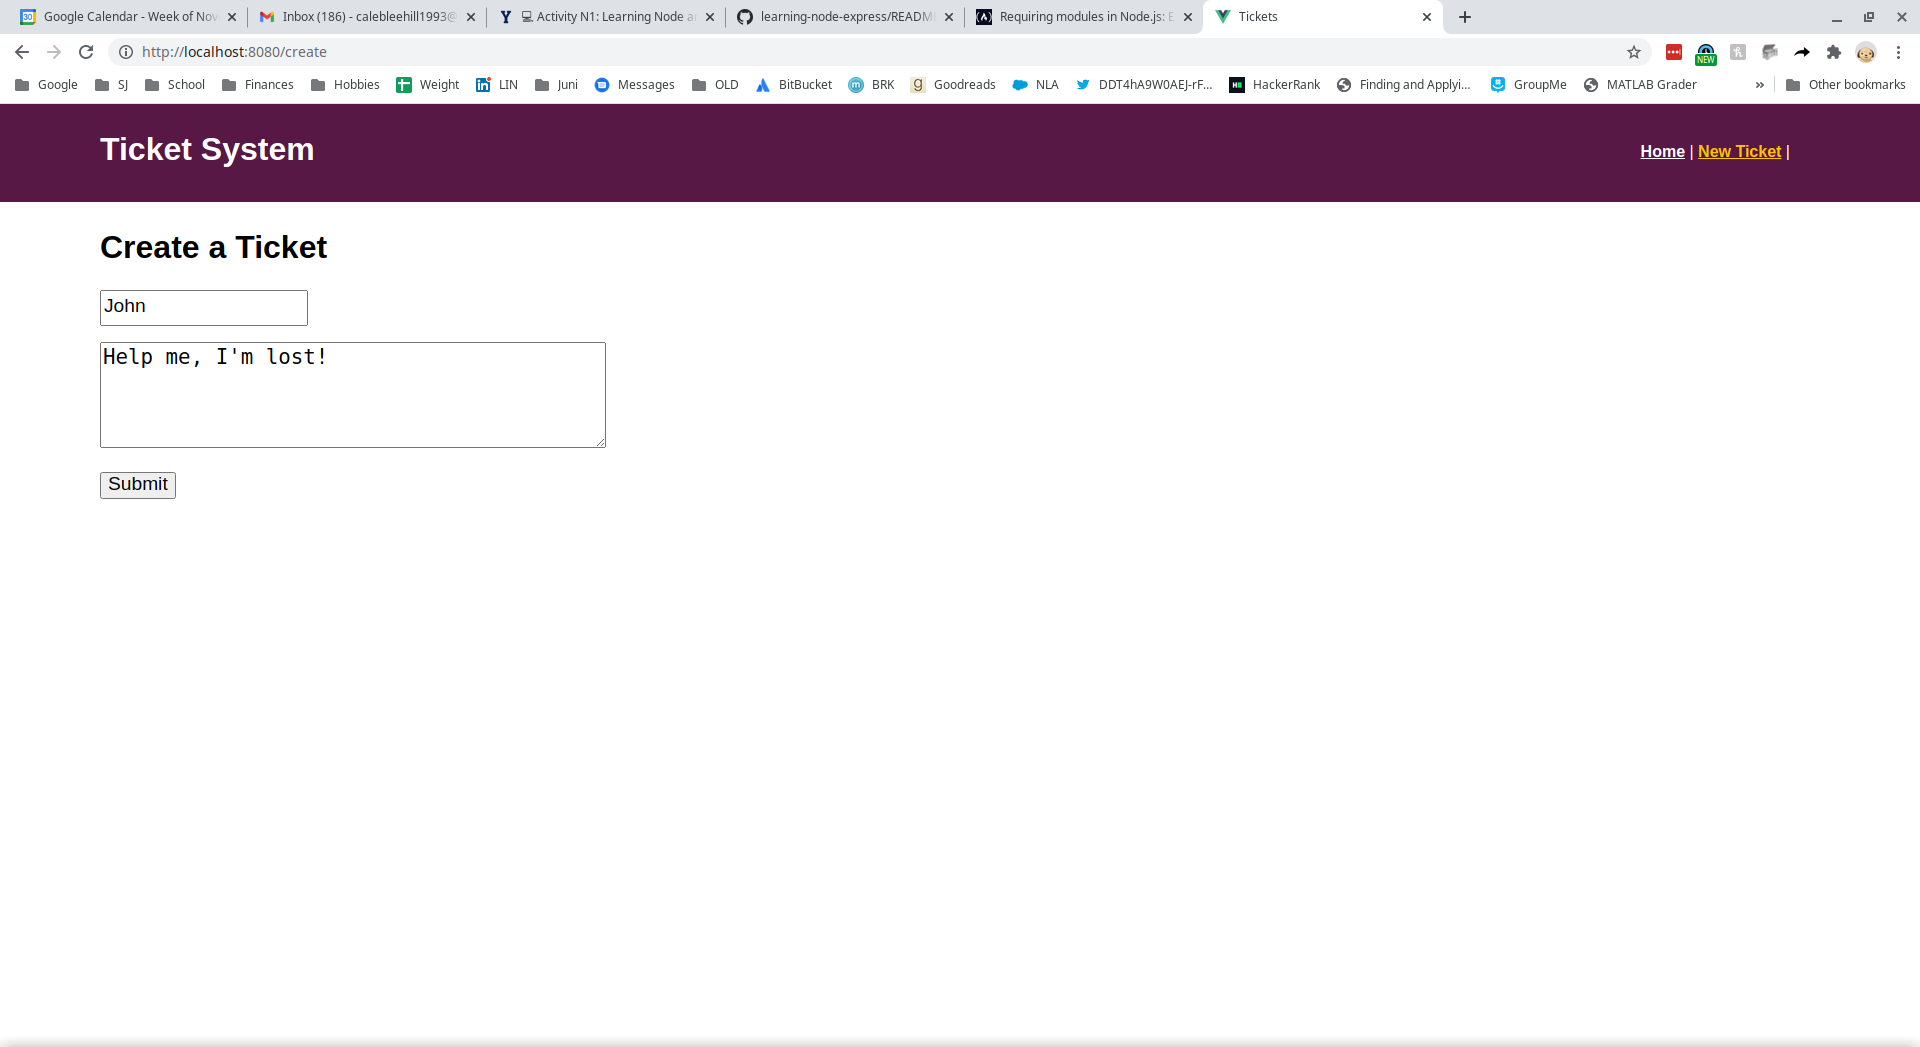 Google Calendar - Week of Nov
Inbox (186) - calebleehill1993@
Activity N1: Learning Node a
learning-node-express/READM
Requiring modules in Node.js: E
Tickets
http://localhost:8080/create
NEW
Google
SJ
School
Finances
Hobbies
Weight
LIN
Juni
Messages
OLD
BitBucket
BRK
Goodreads
NLA
DDT4hA9W0AEJ-rF...
HackerRank
Finding and Applyi...
GroupMe
MATLAB Grader
»
Other bookmarks
Ticket System
Home | New Ticket |
Create a Ticket
John
Help me, I'm lost!
Submit